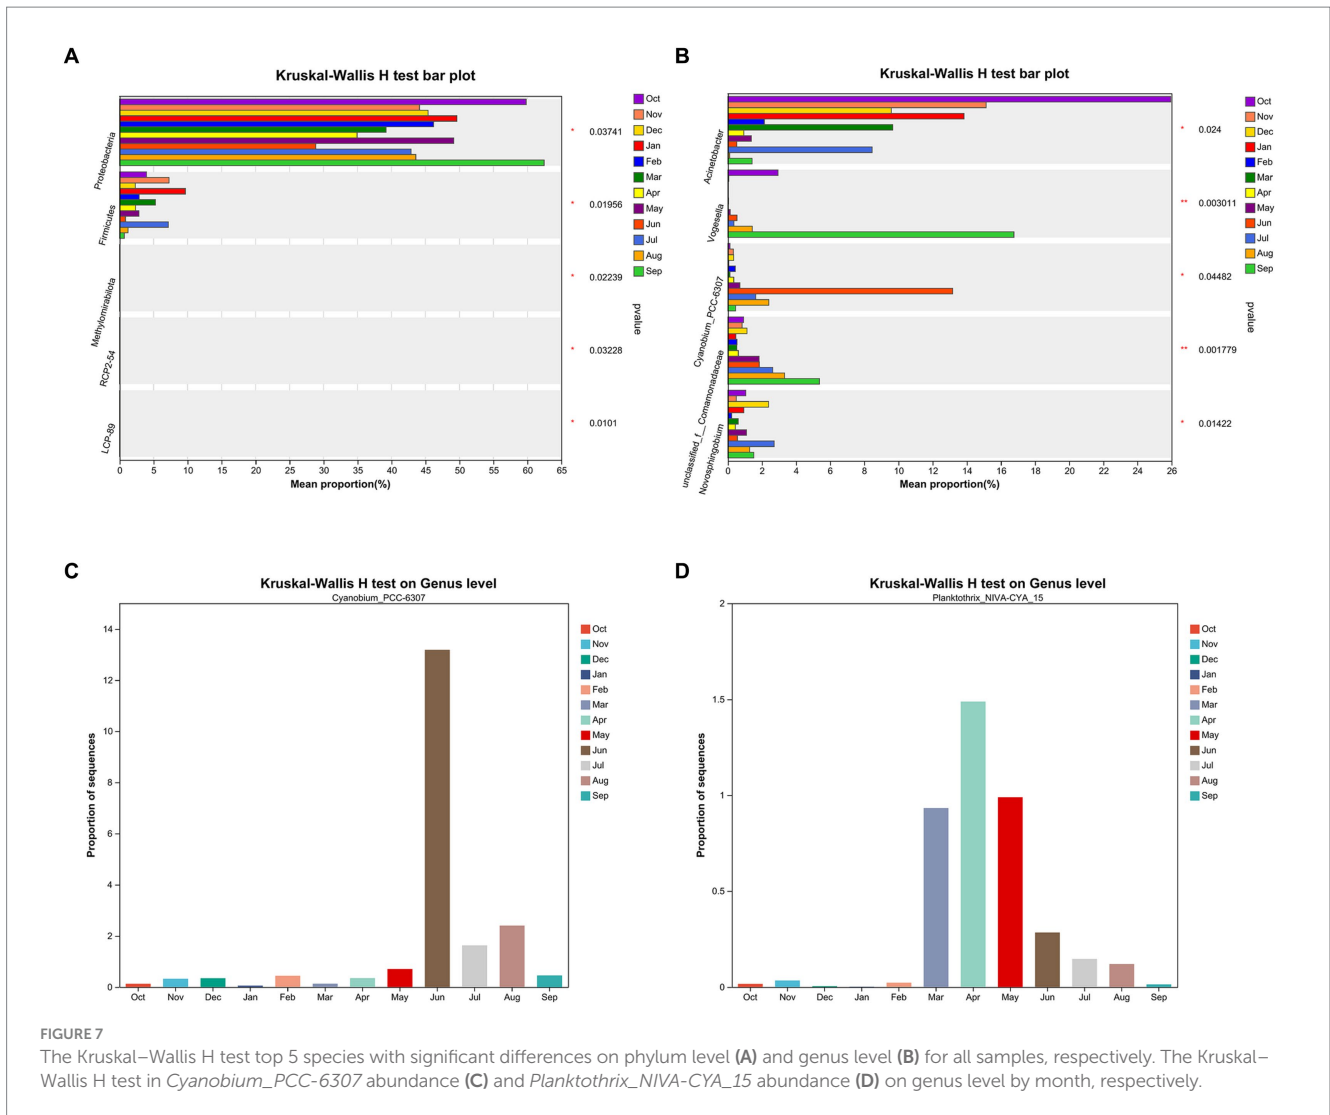 A
Kruskal-Wallis H test bar plot
Proteobacteria
Firmicutes
Methylomirabilota
RCP2-54
LCP-89
0 5 10 15 20 25 30 35 40 45 50 55 60 65
Mean proportion(%)
* 0.03741
* 0.01956
* 0.02239
* 0.03228
* 0.0101
pvalue
Oct
Nov
Dec
Jan
Feb
Mar
Apr
May
Jun
Jul
Aug
Sep
B
Kruskal-Wallis H test bar plot
Acinetobacter
Vogesella
Cyanobium_PCC-6307
unclassified_f__Comamonadaceae
Novosphingobium
0 2 4 6 8 10 12 14 16 18 20 22 24 26
Mean proportion(%)
* 0.024
** 0.003011
* 0.04482
** 0.001779
* 0.01422
pvalue
Oct
Nov
Dec
Jan
Feb
Mar
Apr
May
Jun
Jul
Aug
Sep
C
Kruskal-Wallis H test on Genus level
Cyanobium_PCC-6307
Proportion of sequences
14
12
10
8
6
4
2
0
Oct Nov Dec Jan Feb Mar Apr May Jun Jul Aug Sep
Oct
Nov
Dec
Jan
Feb
Mar
Apr
May
Jun
Jul
Aug
Sep
D
Kruskal-Wallis H test on Genus level
Planktothrix_NIVA-CYA_15
Proportion of sequences
2
1.5
1
0.5
0
Oct Nov Dec Jan Feb Mar Apr May Jun Jul Aug Sep
Oct
Nov
Dec
Jan
Feb
Mar
Apr
May
Jun
Jul
Aug
Sep
FIGURE 7
The Kruskal–Wallis H test top 5 species with significant differences on phylum level (A) and genus level (B) for all samples, respectively. The Kruskal–
Wallis H test in Cyanobium_PCC-6307 abundance (C) and Planktothrix_NIVA-CYA_15 abundance (D) on genus level by month, respectively.